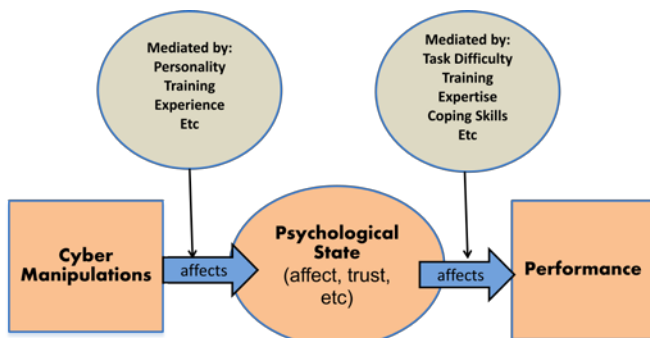 Mediated by:
Personality
Training
Experience
Etc
Mediated by:
Task Difficulty
Training
Expertise
Coping Skills
Etc
Cyber
Manipulations
affects
Psychological
State
(affect, trust,
etc)
affects
Performance